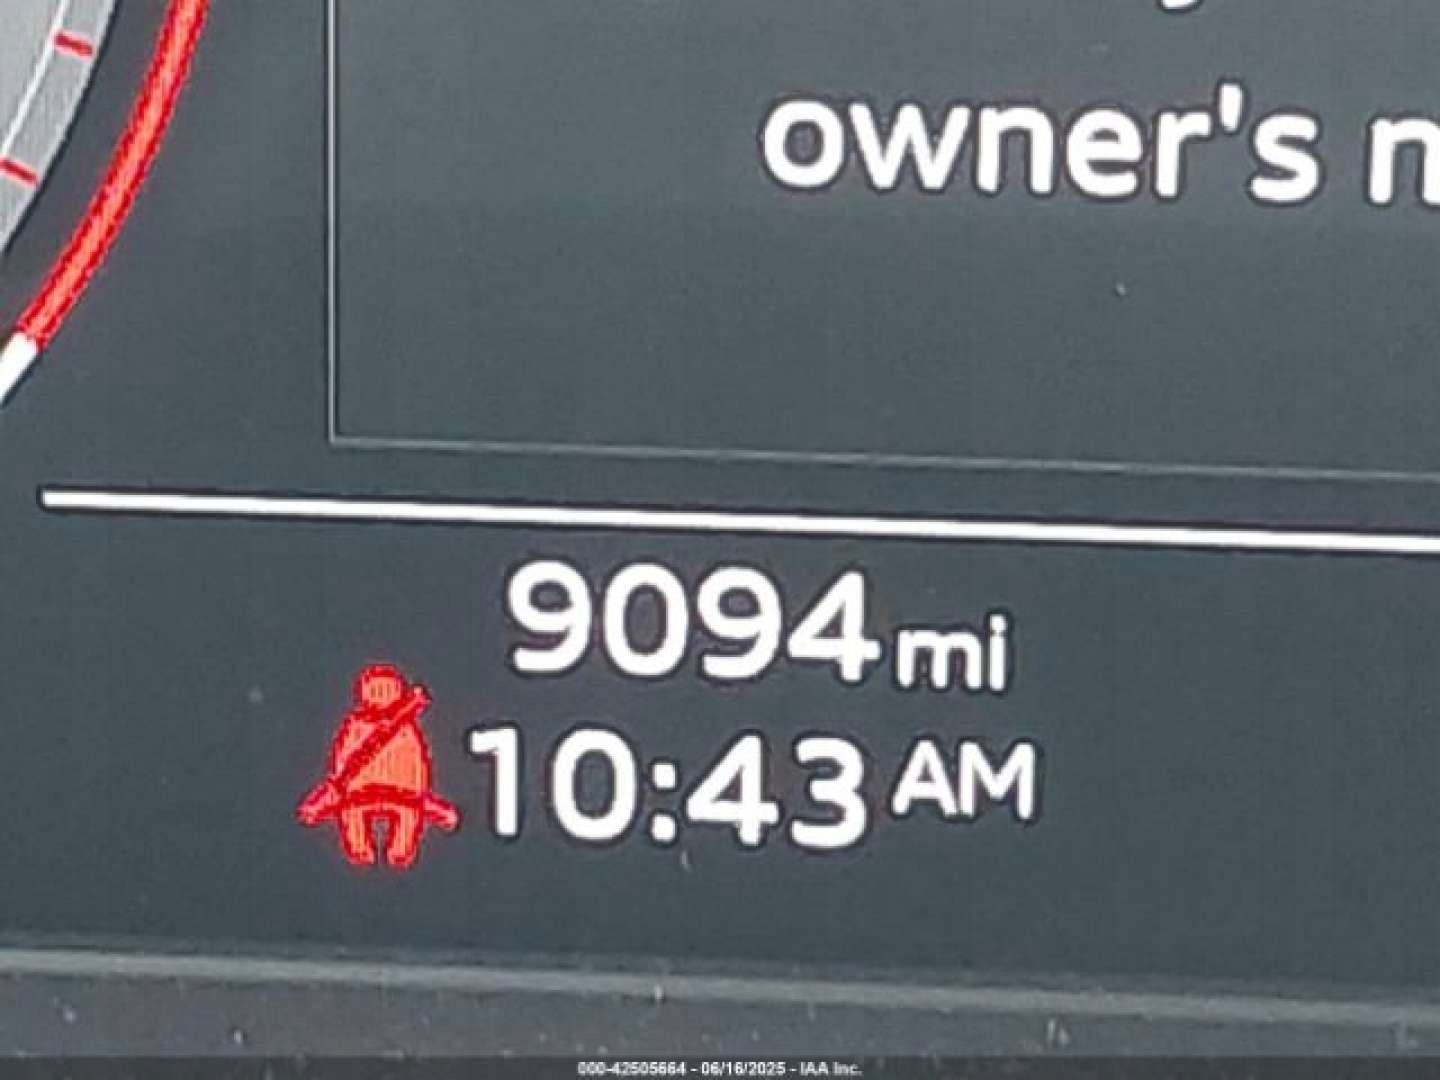 owner's
9094 mi
10:43 AM
000-42505664 - 06/16/2025 - IAA Inc.